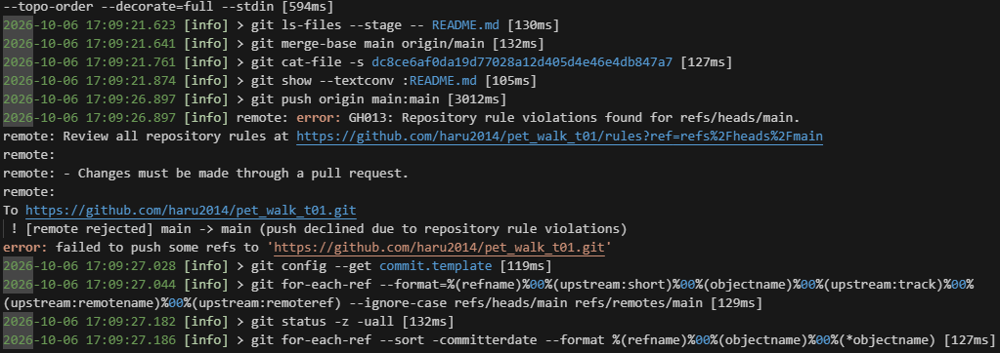 --topo-order --decorate=full --stdin [594ms]
2026-10-06 17:09:21.623 [info] > git ls-files --stage -- README.md [130ms]
2026-10-06 17:09:21.641 [info] > git merge-base main origin/main [132ms]
2026-10-06 17:09:21.761 [info] > git cat-file -s dc8ce6af0da19d77028a12d405d4e46e4db847a7 [127ms]
2026-10-06 17:09:21.874 [info] > git show --textconv :README.md [105ms]
2026-10-06 17:09:26.897 [info] > git push origin main:main [3012ms]
2026-10-06 17:09:26.897 [info] remote: error: GH013: Repository rule violations found for refs/heads/main.
remote: Review all repository rules at https://github.com/haru2014/pet_walk_t01/rules?ref=refs%2Fheads%2Fmain
remote:
remote: - Changes must be made through a pull request.
remote:
To https://github.com/haru2014/pet_walk_t01.git
! [remote rejected] main -> main (push declined due to repository rule violations)
error: failed to push some refs to 'https://github.com/haru2014/pet_walk_t01.git'
2026-10-06 17:09:27.028 [info] > git config --get commit.template [119ms]
2026-10-06 17:09:27.044 [info] > git for-each-ref --format=%(refname)%00%(upstream:short)%00%(objectname)%00%(upstream:track)%00%
(upstream:remotename)%00%(upstream:remoteref) --ignore-case refs/heads/main refs/remotes/main [129ms]
2026-10-06 17:09:27.182 [info] > git status -z -uall [132ms]
2026-10-06 17:09:27.186 [info] > git for-each-ref --sort -committerdate --format %(refname)%00%(objectname)%00%(*objectname) [127ms]